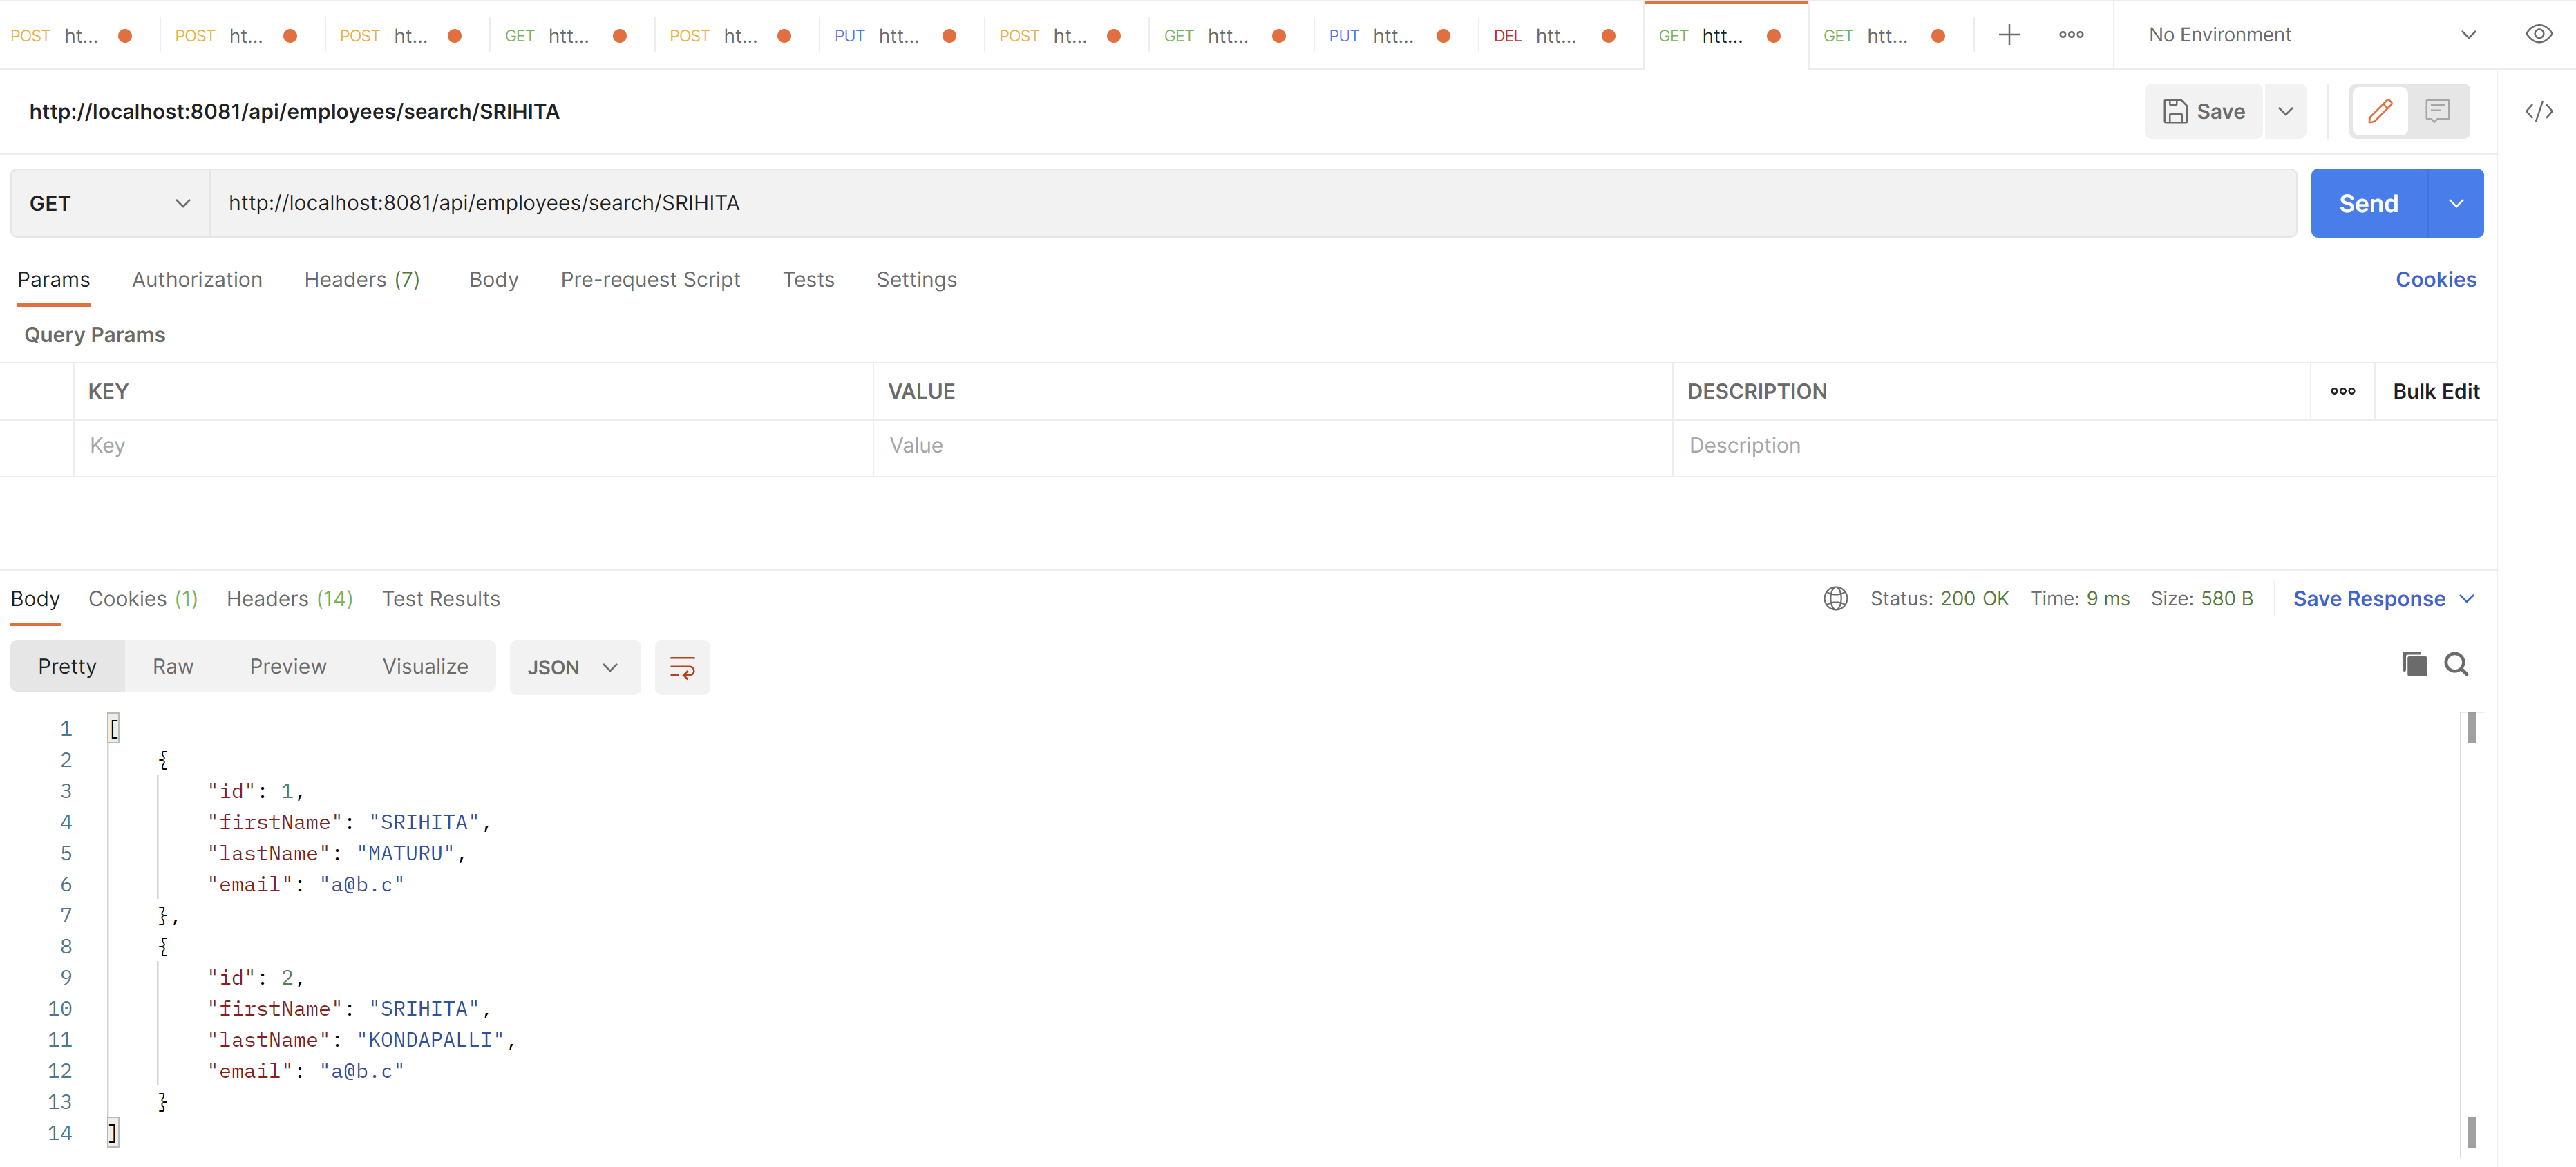 POST ht... POST ht... POST ht... GET htt... POST ht... PUT htt... POST ht... GET htt... PUT htt... DEL htt... GET htt... GET htt... No Environment
http://localhost:8081/api/employees/search/SRIHITA Save
GET http://localhost:8081/api/employees/search/SRIHITA Send
Params Authorization Headers (7) Body Pre-request Script Tests Settings Cookies
Query Params
KEY VALUE DESCRIPTION Bulk Edit
Key Value Description
Body Cookies (1) Headers (14) Test Results Status: 200 OK Time: 9 ms Size: 580 B Save Response
Pretty Raw Preview Visualize JSON
1 [
2 {
3 "id": 1,
4 "firstName": "SRIHITA",
5 "lastName": "MATURU",
6 "email": "a@b.c"
7 },
8 {
9 "id": 2,
10 "firstName": "SRIHITA",
11 "lastName": "KONDAPALLI",
12 "email": "a@b.c"
13 }
14 ]